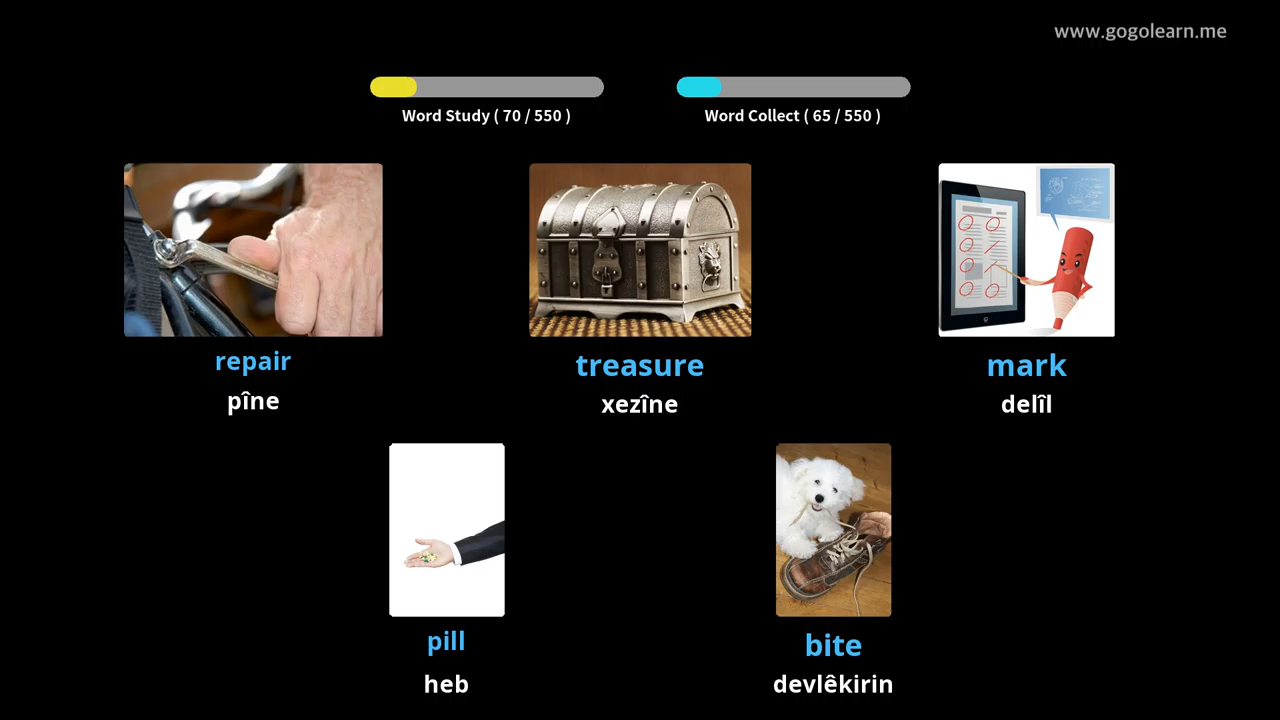 www.gogolearn.me
Word Study ( 70 / 550 )
Word Collect ( 65 / 550 )
repair
pîne
treasure
xezîne
mark
delîl
pill
heb
bite
devlêkirin